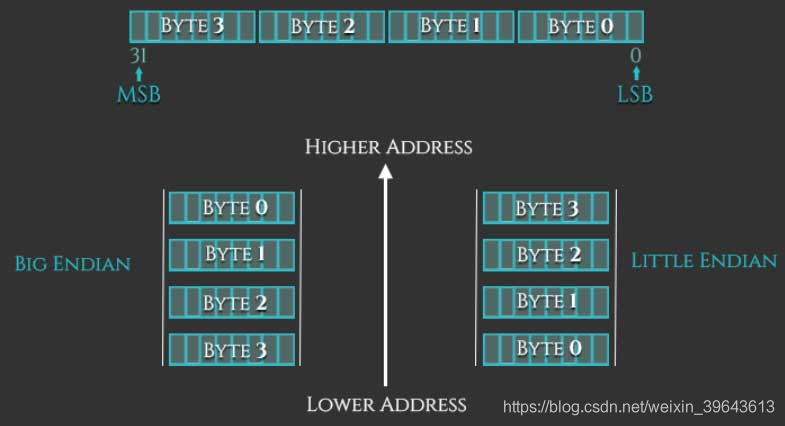 Byte 3 Byte 2 Byte 1 Byte 0
31 0
MSB LSB
Higher Address
Byte 0 Byte 3
Byte 1 Byte 2
Big Endian Little Endian
Byte 2 Byte 1
Byte 3 Byte 0
Lower Address
https://blog.csdn.net/weixin_39643613